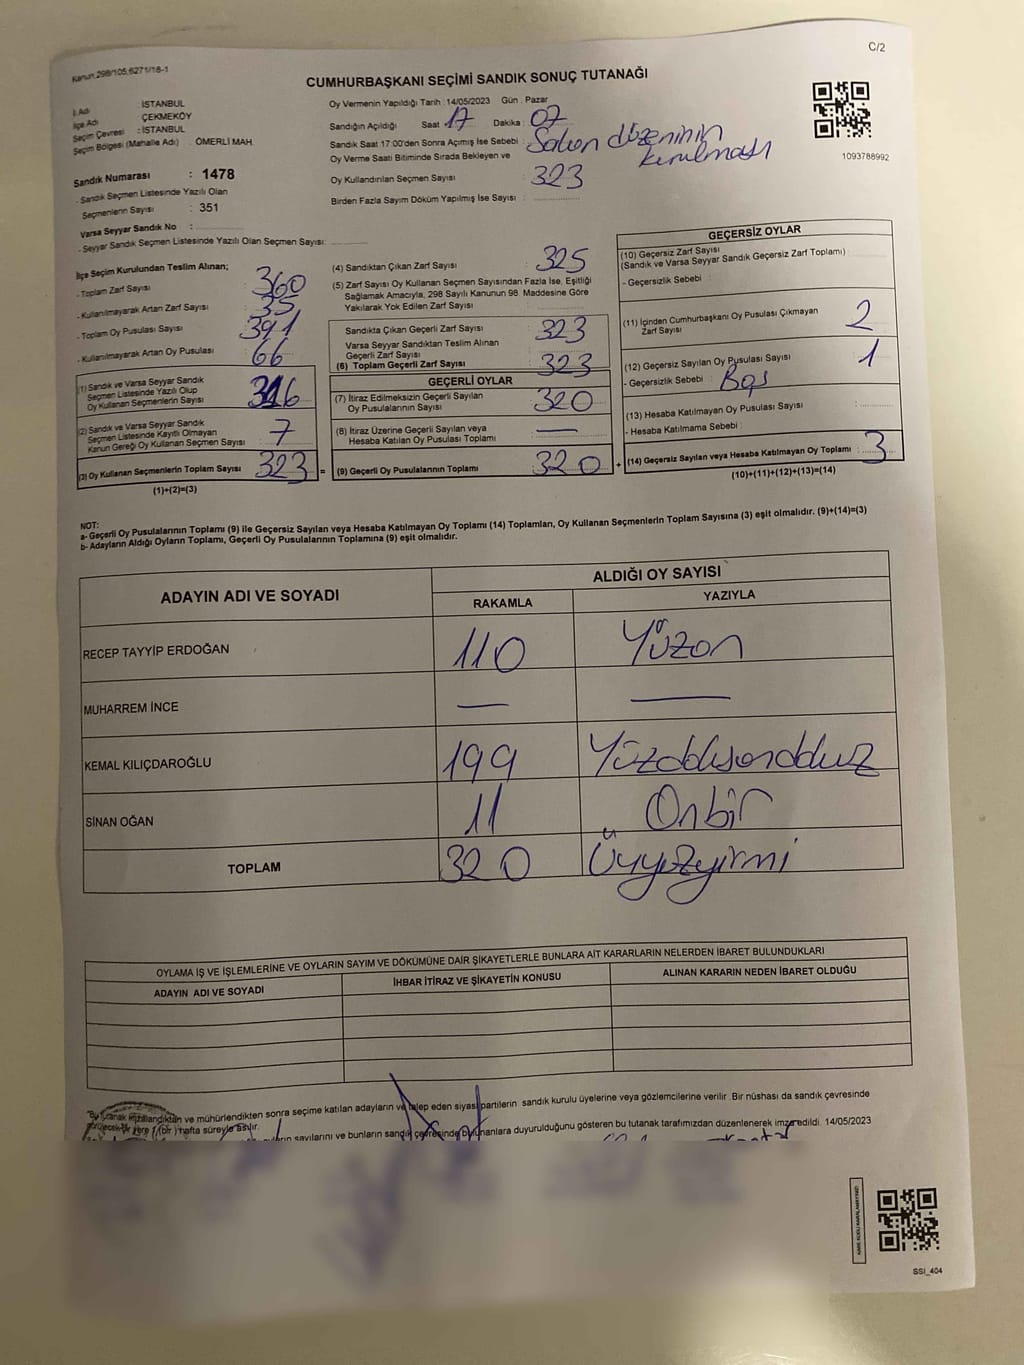 Kanun:298/105,6271/18-1
C/2
CUMHURBAŞKANI SEÇİMİ SANDIK SONUÇ TUTANAĞI
İl Adı : İSTANBUL
İlçe Adı : ÇEKMEKÖY
Seçim Çevresi : İSTANBUL
Seçim Bölgesi (Mahalle Adı) : ÖMERLİ MAH.
Sandık Numarası : 1478
- Sandık Seçmen Listesinde Yazılı Olan
Seçmenlerin Sayısı : 351
Varsa Seyyar Sandık No :
- Seyyar Sandık Seçmen Listesinde Yazılı Olan Seçmen Sayısı:
Oy Vermenin Yapıldığı Tarih : 14/05/2023 Gün : Pazar
Sandığın Açıldığı Saat : 17 Dakika : 07
Sandık Saat 17.00'den Sonra Açımış İse Sebebi : Salon düzeninin
kırılması
Oy Verme Saati Bitiminde Sırada Bekleyen ve
Oy Kullandırılan Seçmen Sayısı : 323
Birden Fazla Sayım Döküm Yapılmış İse Sayısı :
1093788992
İlçe Seçim Kurulundan Teslim Alınan;
- Toplam Zarf Sayısı : 360
- Kullanılmayarak Artan Zarf Sayısı : 35
- Toplam Oy Pusulası Sayısı : 391
- Kullanılmayarak Artan Oy Pusulası : 66
(1) Sandık ve Varsa Seyyar Sandık
Seçmen Listesinde Yazılı Olup
Oy Kullanan Seçmenlerin Sayısı : 316
(2) Sandık ve Varsa Seyyar Sandık
Seçmen Listesinde Kayıtlı Olmayan
Kanun Gereği Oy Kullanan Seçmen Sayısı : 7
(3) Oy Kullanan Seçmenlerin Toplam Sayısı : 323 =
(1)+(2)=(3)
(4) Sandıktan Çıkan Zarf Sayısı : 325
(5) Zarf Sayısı Oy Kullanan Seçmen Sayısından Fazla İse, Eşitliği
Sağlamak Amacıyla, 298 Sayılı Kanunun 98. Maddesine Göre
Yakılarak Yok Edilen Zarf Sayısı :
Sandıkta Çıkan Geçerli Zarf Sayısı : 323
Varsa Seyyar Sandıktan Teslim Alınan
Geçerli Zarf Sayısı :
(6) Toplam Geçerli Zarf Sayısı : 323
GEÇERLİ OYLAR
(7) İtiraz Edilmeksizin Geçerli Sayılan
Oy Pusulalarının Sayısı : 320
(8) İtiraz Üzerine Geçerli Sayılan veya
Hesaba Katılan Oy Pusulası Toplamı : —
(9) Geçerli Oy Pusulalarının Toplamı : 320 +
GEÇERSİZ OYLAR
(10) Geçersiz Zarf Sayısı
(Sandık ve Varsa Seyyar Sandık Geçersiz Zarf Toplamı) :
- Geçersizlik Sebebi :
(11) İçinden Cumhurbaşkanı Oy Pusulası Çıkmayan
Zarf Sayısı : 2
(12) Geçersiz Sayılan Oy Pusulası Sayısı : 1
- Geçersizlik Sebebi : Boş
(13) Hesaba Katılmayan Oy Pusulası Sayısı :
- Hesaba Katılmama Sebebi :
(14) Geçersiz Sayılan veya Hesaba Katılmayan Oy Toplamı : 3
(10)+(11)+(12)+(13)=(14)
NOT:
a- Geçerli Oy Pusulalarının Toplamı (9) ile Geçersiz Sayılan veya Hesaba Katılmayan Oy Toplamı (14) Toplamları, Oy Kullanan Seçmenlerin Toplam Sayısına (3) eşit olmalıdır. (9)+(14)=(3)
b- Adayların Aldığı Oyların Toplamı, Geçerli Oy Pusulalarının Toplamına (9) eşit olmalıdır.
ADAYIN ADI VE SOYADI
ALDIĞI OY SAYISI
RAKAMLA YAZIYLA
RECEP TAYYİP ERDOĞAN 110 Yüzon
MUHARREM İNCE — —
KEMAL KILIÇDAROĞLU 199 Yüzddksondduz
SİNAN OĞAN 11 Onbir
TOPLAM 320 Üçyüzyirmi
OYLAMA İŞ VE İŞLEMLERİNE VE OYLARIN SAYIM VE DÖKÜMÜNE DAİR ŞİKAYETLERLE BUNLARA AİT KARARLARIN NELERDEN İBARET BULUNDUKLARI
ADAYIN ADI VE SOYADI İHBAR İTİRAZ VE ŞİKAYETİN KONUSU ALINAN KARARIN NEDEN İBARET OLDUĞU
"Bu tutanak imzalandıktan ve mühürlendikten sonra seçime katılan adayların ve talep eden siyasi partilerin sandık kurulu üyelerine veya gözlemcilerine verilir. Bir nüshası da sandık çevresinde
görülecek bir yere 1 (bir) hafta süreyle asılır.
sayılarını ve bunların sandık çevresinde bulunanlara duyurulduğunu gösteren bu tutanak tarafımızdan düzenlenerek imza edildi. 14/05/2023
SSI_404